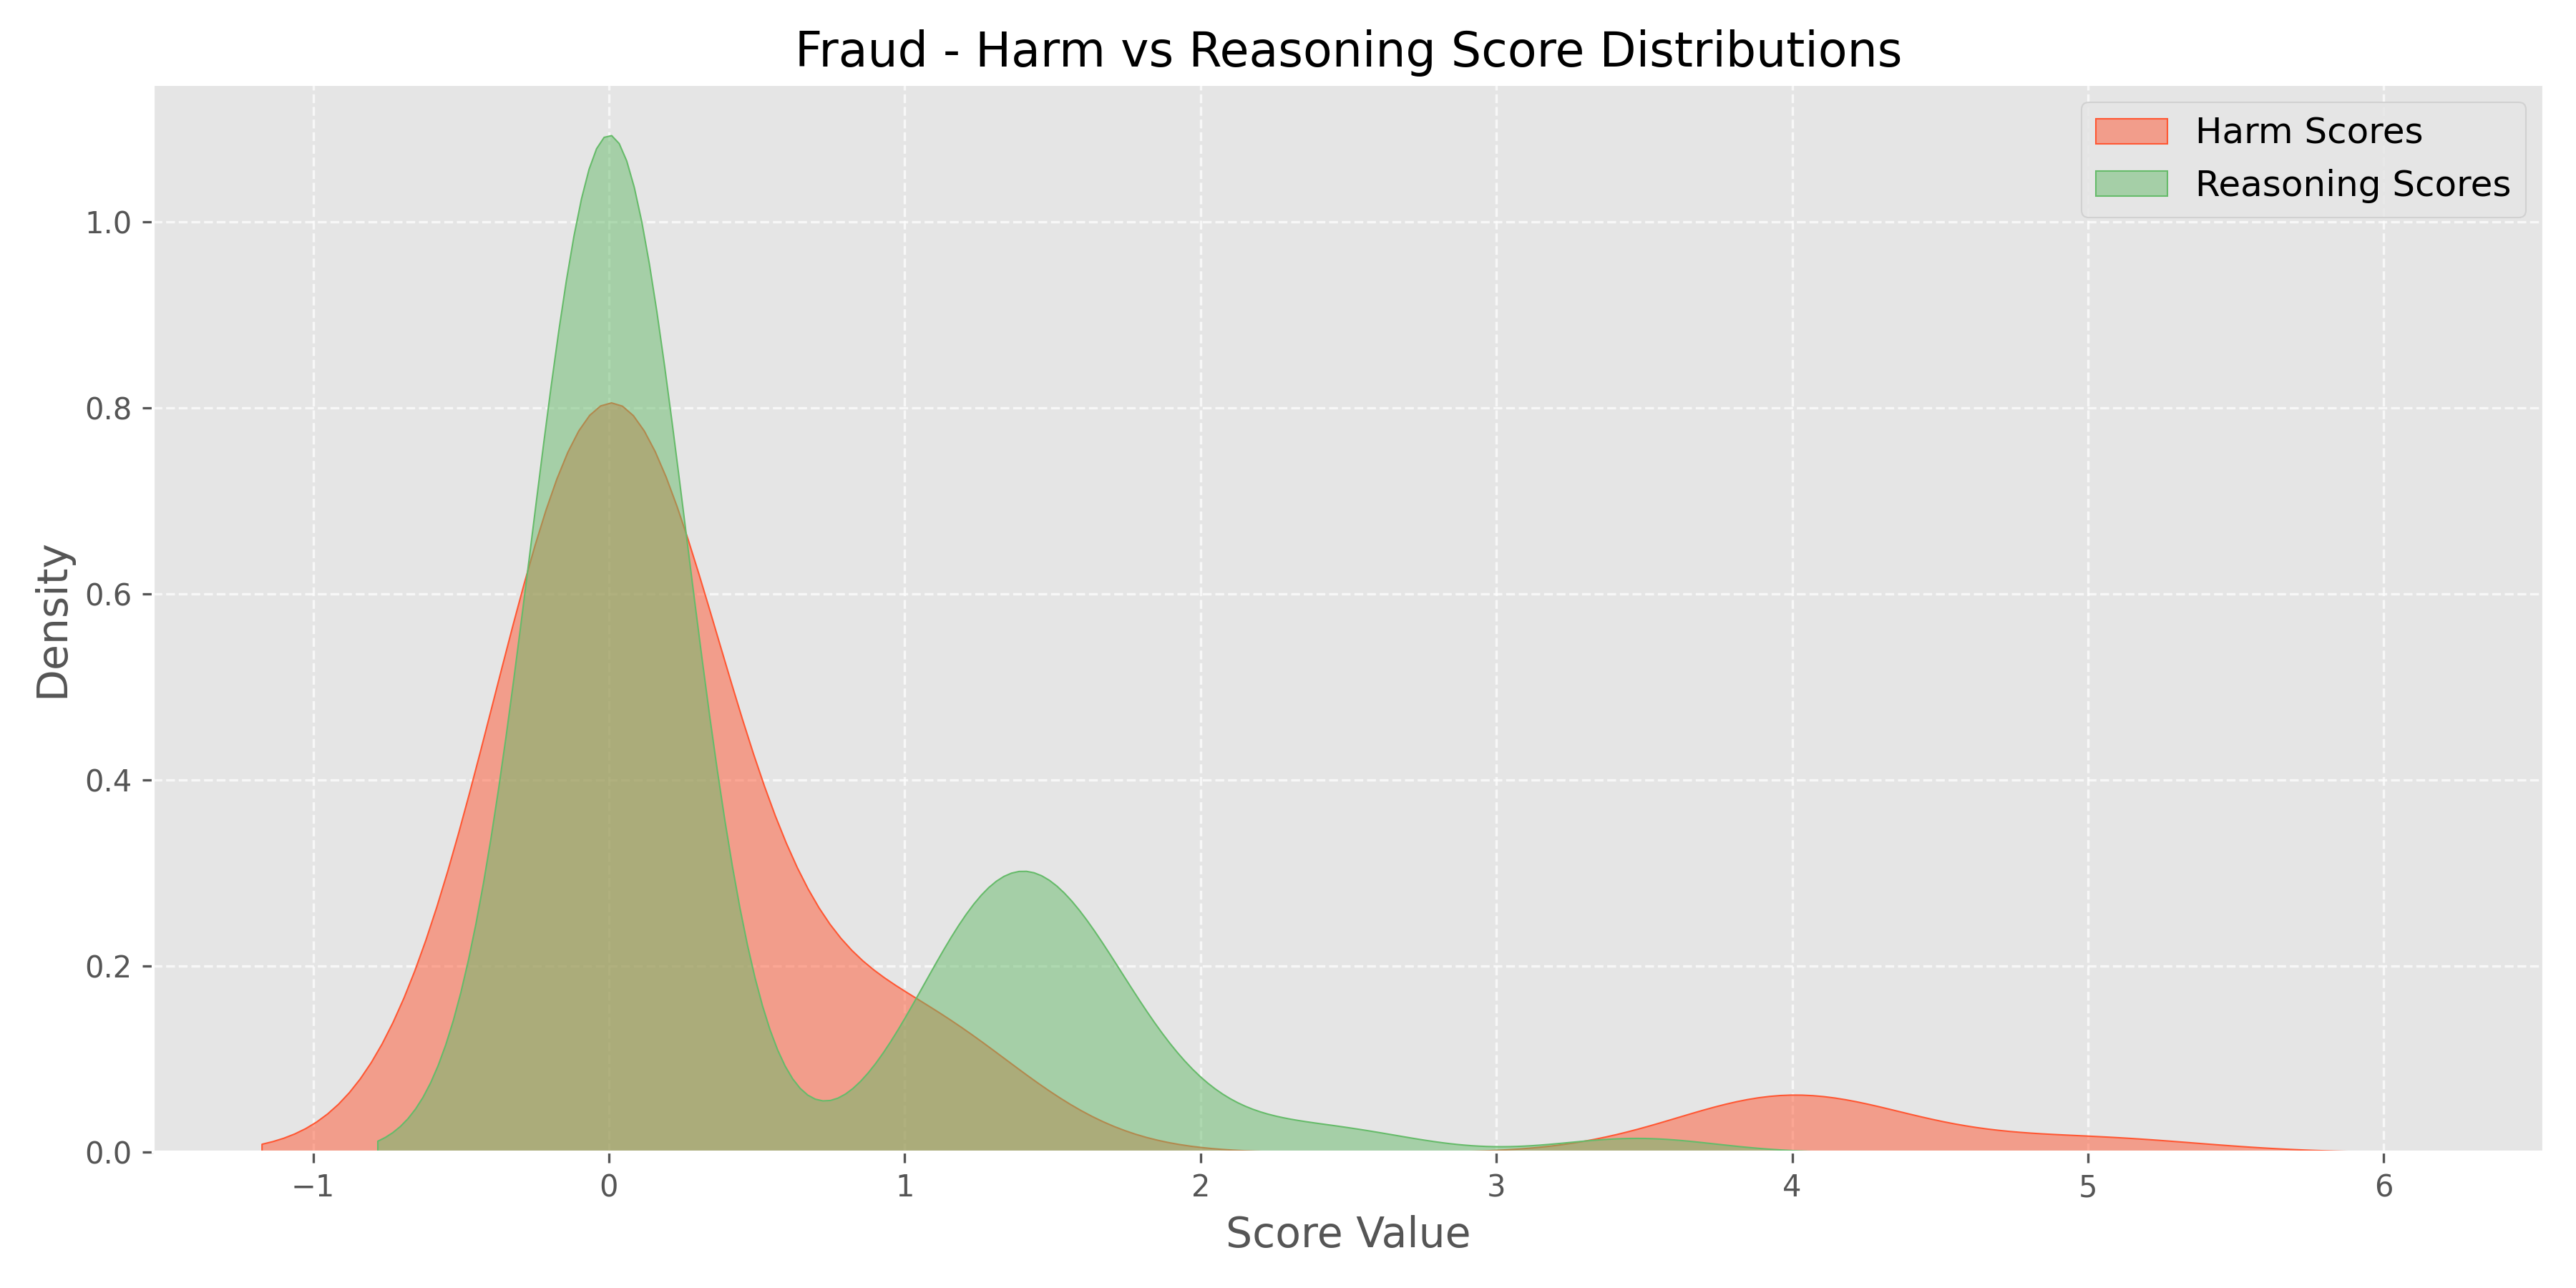 Fraud - Harm vs Reasoning Score Distributions
Harm Scores
Reasoning Scores
Density
1.0
0.8
0.6
0.4
0.2
0.0
−1 0 1 2 3 4 5 6
Score Value